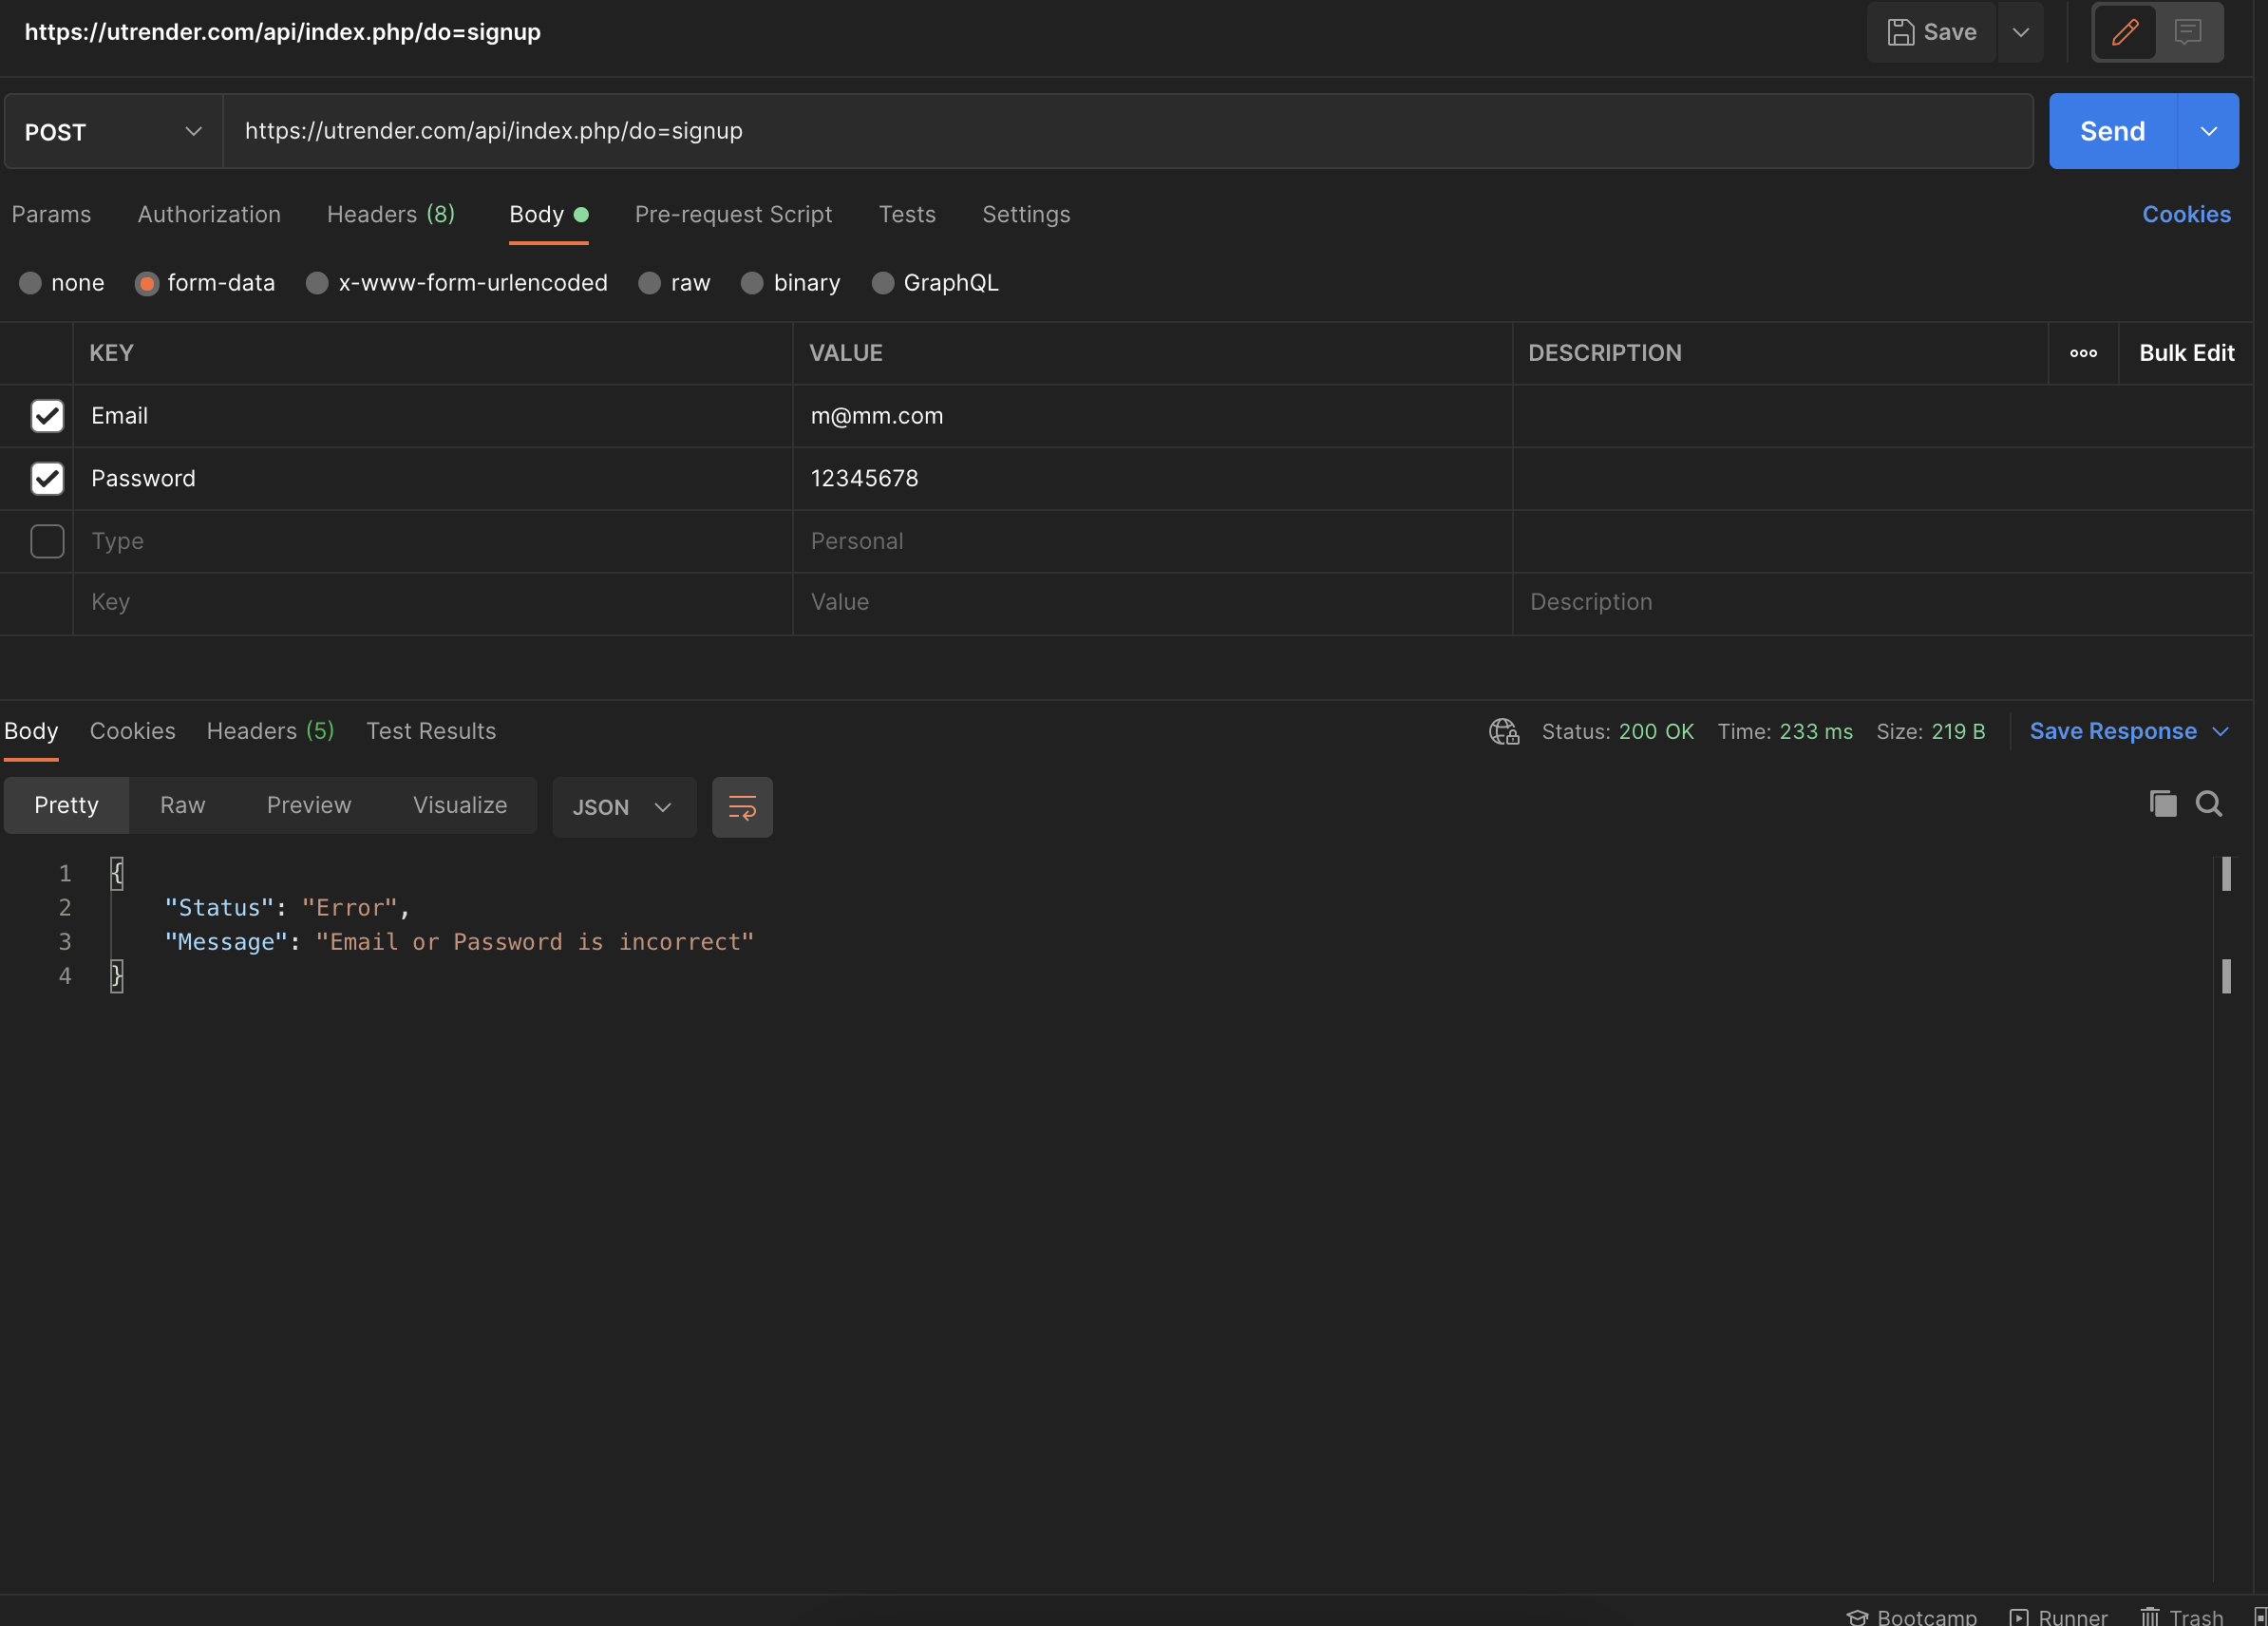 https://utrender.com/api/index.php/do=signup
Save
POST
https://utrender.com/api/index.php/do=signup
Send
Params Authorization Headers (8) Body Pre-request Script Tests Settings Cookies
none form-data x-www-form-urlencoded raw binary GraphQL
KEY VALUE DESCRIPTION ooo Bulk Edit
Email m@mm.com
Password 12345678
Type Personal
Key Value Description
Body Cookies Headers (5) Test Results Status: 200 OK Time: 233 ms Size: 219 B Save Response
Pretty Raw Preview Visualize JSON
1 {
2 "Status": "Error",
3 "Message": "Email or Password is incorrect"
4 }
Bootcamp Runner Trash